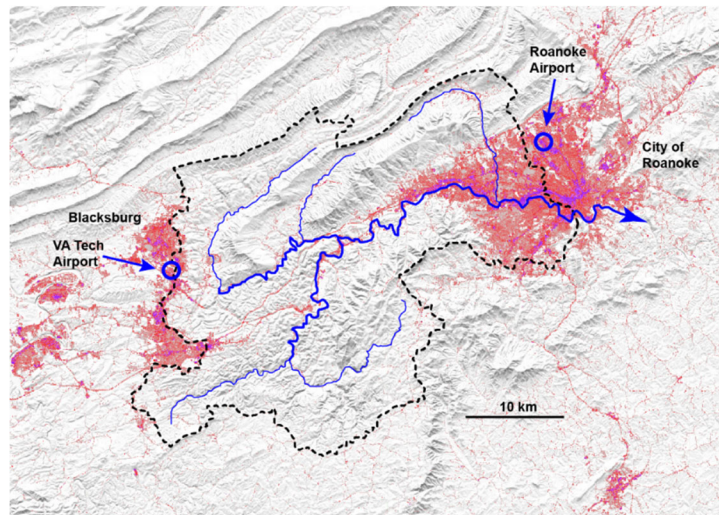 Roanoke
Airport
City of
Roanoke
Blacksburg
VA Tech
Airport
10 km